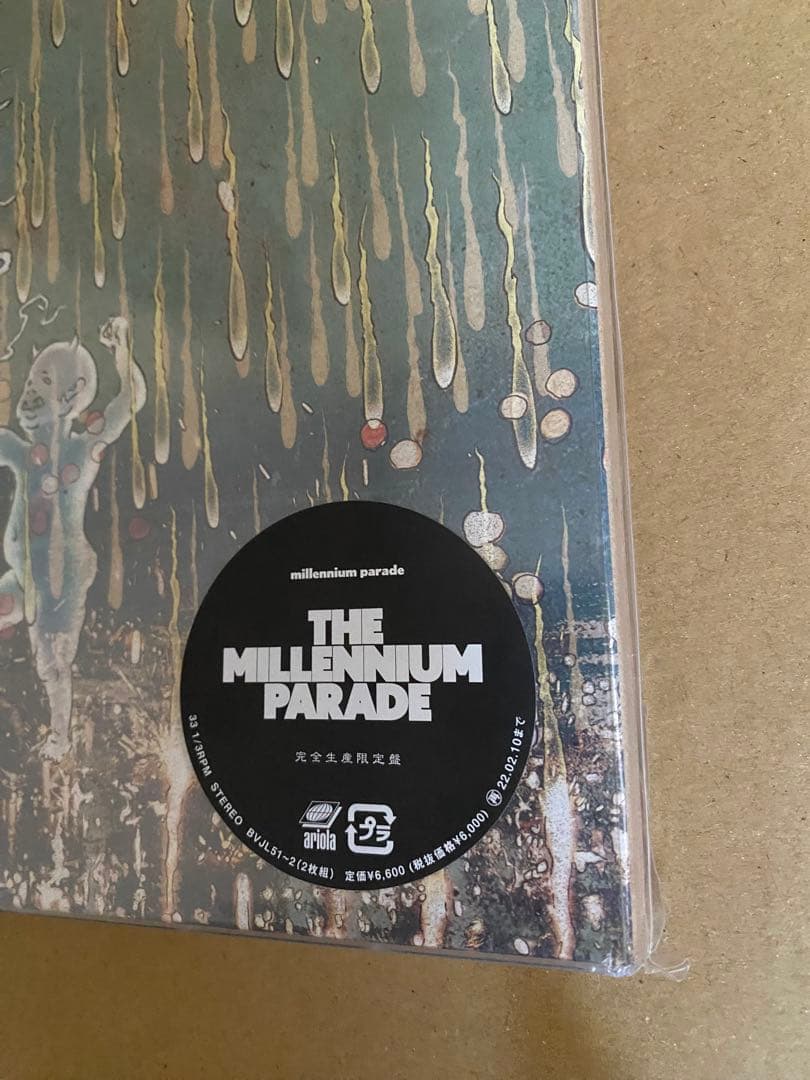 millennium parade
THE
MILLENNIUM
PARADE
完全生産限定盤
ariola
プラ
33 1/3RPM STEREO BVJL51~2(2枚組) 定価¥6,600 (税抜価格¥6,000) 再 22.02.10まで